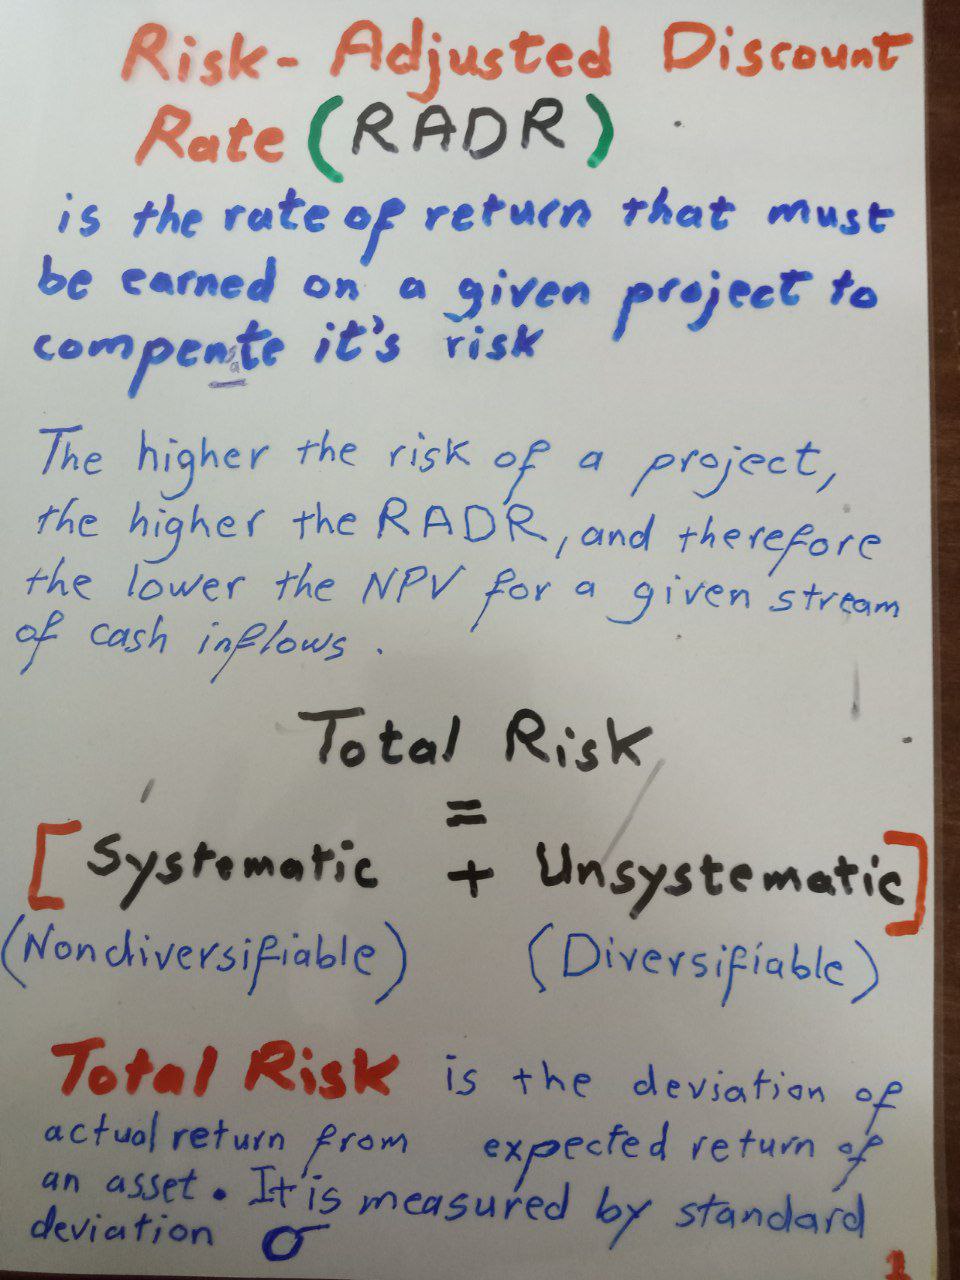 Risk-Adjusted Discount
Rate (RADR)
is the rate of return that must
be earned on a given project to
compensate it's risk
The higher the risk of a project,
the higher the RADR, and therefore
the lower the NPV for a given stream
of cash inflows.
Total Risk
=
[Systematic + Unsystematic]
(Nondiversifiable) (Diversifiable)
Total Risk is the deviation of
actual return from expected return of
an asset. It is measured by standard
deviation σ
1